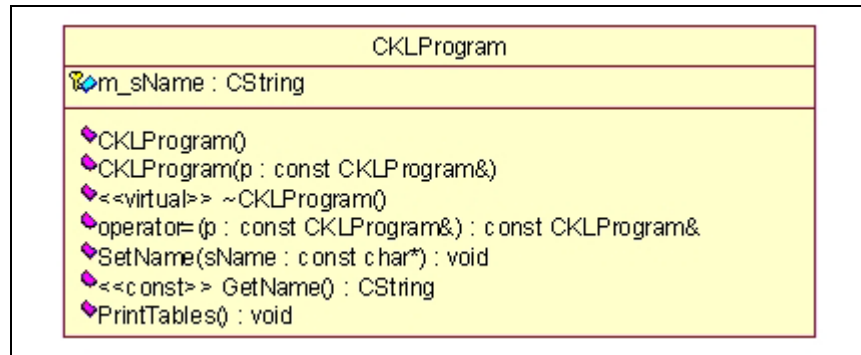 CKLProgram
m_sName : CString
CKLProgram()
CKLProgram(p : const CKLProgram&)
<<virtual>> ~CKLProgram()
operator=(p : const CKLProgram&) : const CKLProgram&
SetName(sName : const char*) : void
<<const>> GetName() : CString
PrintTables() : void